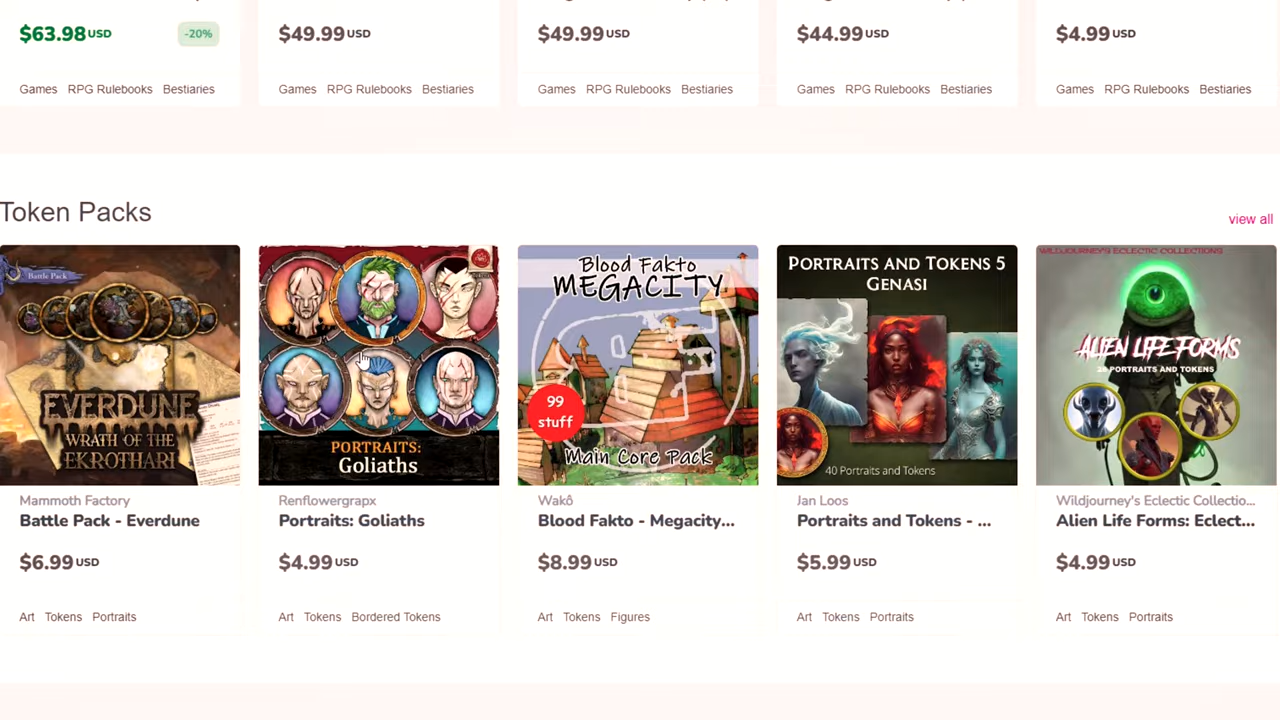 $63.98 USD
-20%
$49.99 USD
$49.99 USD
$44.99 USD
$4.99 USD
Games RPG Rulebooks Bestiaries
Games RPG Rulebooks Bestiaries
Games RPG Rulebooks Bestiaries
Games RPG Rulebooks Bestiaries
Games RPG Rulebooks Bestiaries
Token Packs
view all
Battle Pack
EVERDUNE
WRATH OF THE
EKROTHARI
PORTRAITS:
Goliaths
Blood Fakto
MEGACITY
99
stuff
Main Core Pack
PORTRAITS AND TOKENS 5
GENASI
40 Portraits and Tokens
WILDJOURNEY'S ECLECTIC COLLECTIONS
ALIEN LIFE FORMS
PORTRAITS AND TOKENS
Mammoth Factory
Battle Pack - Everdune
$6.99 USD
Art Tokens Portraits
Renflowergrapx
Portraits: Goliaths
$4.99 USD
Art Tokens Bordered Tokens
Wakô
Blood Fakto - Megacity...
$8.99 USD
Art Tokens Figures
Jan Loos
Portraits and Tokens - ...
$5.99 USD
Art Tokens Portraits
Wildjourney's Eclectic Collectio...
Alien Life Forms: Eclect...
$4.99 USD
Art Tokens Portraits